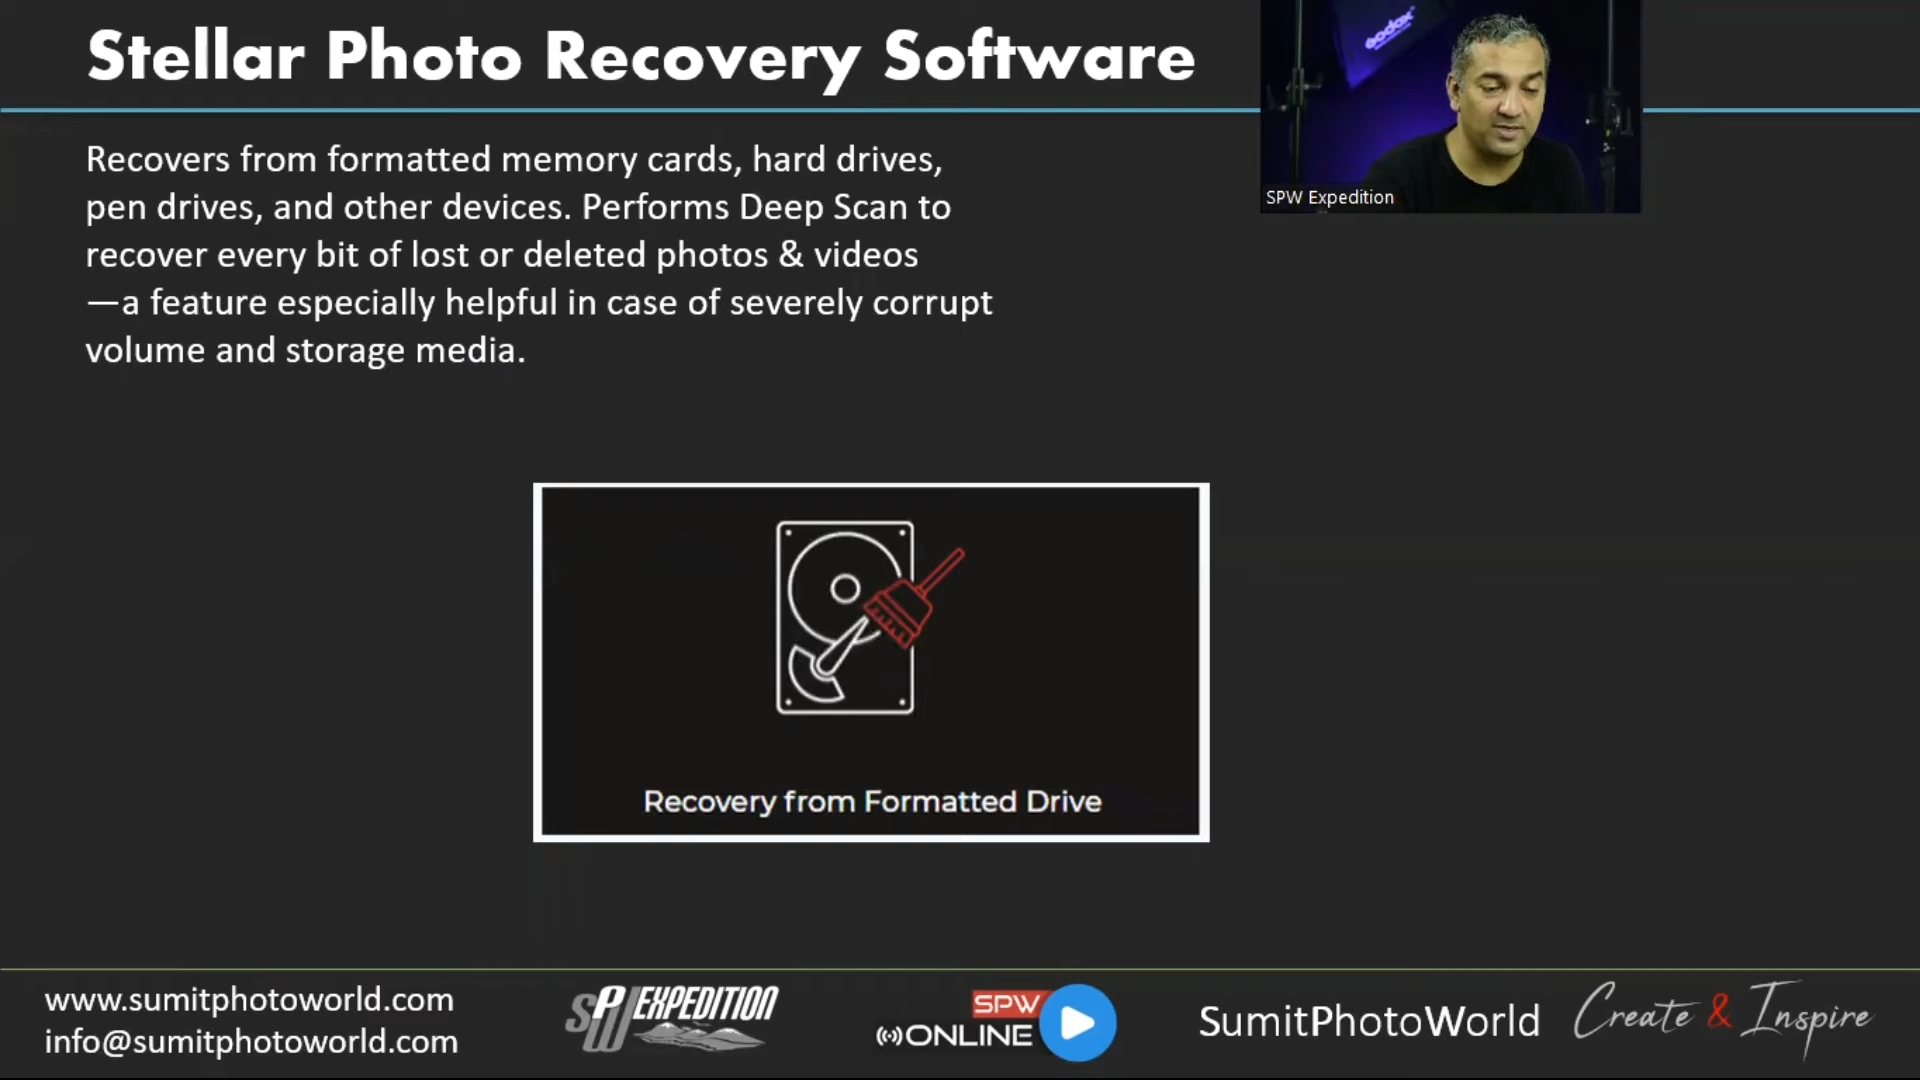 Stellar Photo Recovery Software
Godox
SPW Expedition
Recovers from formatted memory cards, hard drives,
pen drives, and other devices. Performs Deep Scan to
recover every bit of lost or deleted photos & videos
—a feature especially helpful in case of severely corrupt
volume and storage media.
Recovery from Formatted Drive
www.sumitphotoworld.com
info@sumitphotoworld.com
SPW EXPEDITION
SPW
ONLINE
SumitPhotoWorld
Create & Inspire